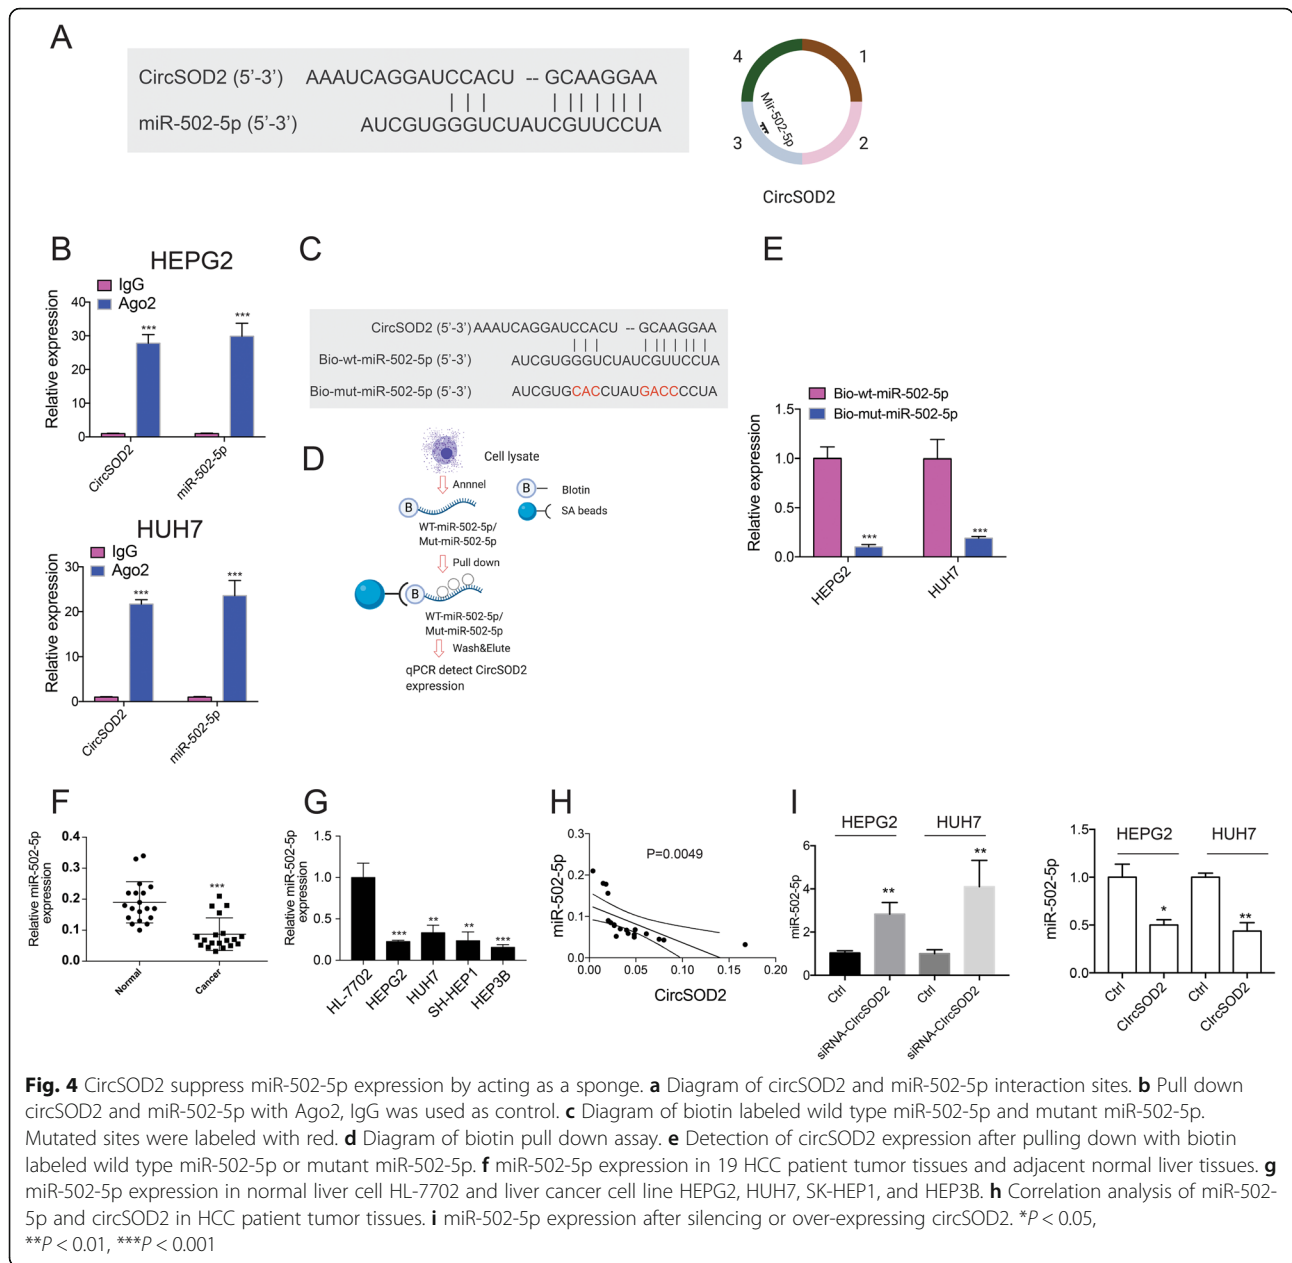 A
CircSOD2 (5'-3') AAAUCAGGAUCCACU -- GCAAGGAA
miR-502-5p (5'-3') AUCGUGGGUCUAUCGUUCCUA
4
1
Mir-502-5p
3
2
CircSOD2
B
HEPG2
IgG
Ago2
Relative expression
40
30
20
10
0
***
***
CircSOD2
miR-502-5p
HUH7
IgG
Ago2
Relative expression
30
20
10
0
***
***
CircSOD2
miR-502-5p
C
CircSOD2 (5'-3') AAAUCAGGAUCCACU -- GCAAGGAA
Bio-wt-miR-502-5p (5'-3') AUCGUGGGUCUAUCGUUCCUA
Bio-mut-miR-502-5p (5'-3') AUCGUGCACCUAUGACCCCUA
D
Cell lysate
Annnel
B
WT-miR-502-5p/
Mut-miR-502-5p
B
BIotin
SA beads
Pull down
B
WT-miR-502-5p/
Mut-miR-502-5p
Wash&Elute
qPCR detect CircSOD2
expression
E
Bio-wt-miR-502-5p
Bio-mut-miR-502-5p
Relative expression
1.5
1.0
0.5
0.0
***
***
HEPG2
HUH7
F
Relative miR-502-5p
expression
0.4
0.3
0.2
0.1
0.0
***
Normal
Cancer
G
Relative miR-502-5p
expression
1.5
1.0
0.5
0.0
***
**
**
***
HL-7702
HEPG2
HUH7
SH-HEP1
HEP3B
H
miR-502-5p
0.3
0.2
0.1
0.0
P=0.0049
0.00
0.05
0.10
0.15
0.20
CircSOD2
I
HEPG2
HUH7
miR-502-5p
6
4
2
0
**
**
Ctrl
siRNA-CIrcSOD2
Ctrl
siRNA-CIrcSOD2
HEPG2
HUH7
miR-502-5p
1.5
1.0
0.5
0.0
*
**
Ctrl
CIrcSOD2
Ctrl
CIrcSOD2
Fig. 4 CircSOD2 suppress miR-502-5p expression by acting as a sponge. a Diagram of circSOD2 and miR-502-5p interaction sites. b Pull down
circSOD2 and miR-502-5p with Ago2, IgG was used as control. c Diagram of biotin labeled wild type miR-502-5p and mutant miR-502-5p.
Mutated sites were labeled with red. d Diagram of biotin pull down assay. e Detection of circSOD2 expression after pulling down with biotin
labeled wild type miR-502-5p or mutant miR-502-5p. f miR-502-5p expression in 19 HCC patient tumor tissues and adjacent normal liver tissues. g
miR-502-5p expression in normal liver cell HL-7702 and liver cancer cell line HEPG2, HUH7, SK-HEP1, and HEP3B. h Correlation analysis of miR-502-
5p and circSOD2 in HCC patient tumor tissues. i miR-502-5p expression after silencing or over-expressing circSOD2. *P < 0.05,
**P < 0.01, ***P < 0.001